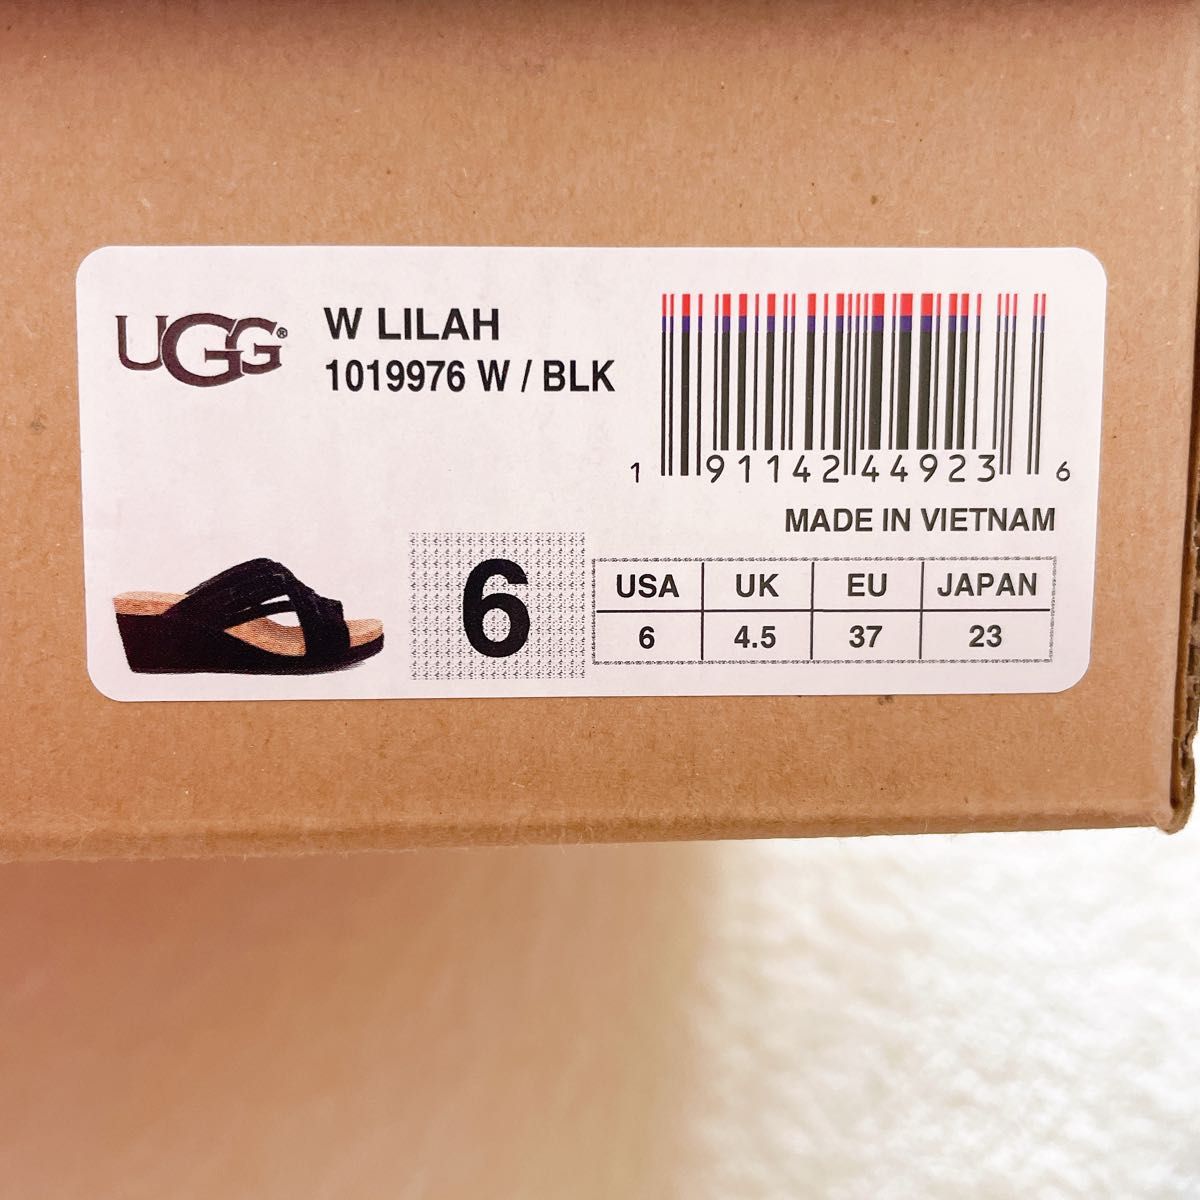 UGG®
W LILAH
1019976 W / BLK
1 91142 44923 6
MADE IN VIETNAM
6
USA UK EU JAPAN
6 4.5 37 23